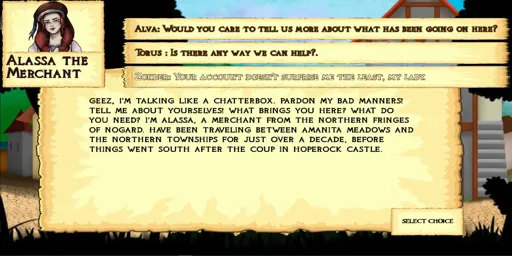 Alva: Would you care to tell us more about what has been going on here?
Torus : Is there any way we can help?.
Zonder: Your account doesn't surprise me the least, my lady.
Alassa the
Merchant
Geez, I'm talking like a chatterbox. Pardon my bad manners!
Tell me about yourselves! What brings you here? What do
you need? I'm Alassa, a merchant from the northern fringes
of Nogard. Have been traveling between Amanita Meadows and
the Northern Townships for just over a decade, before
things went south after the coup in Hoperock Castle.
Select Choice